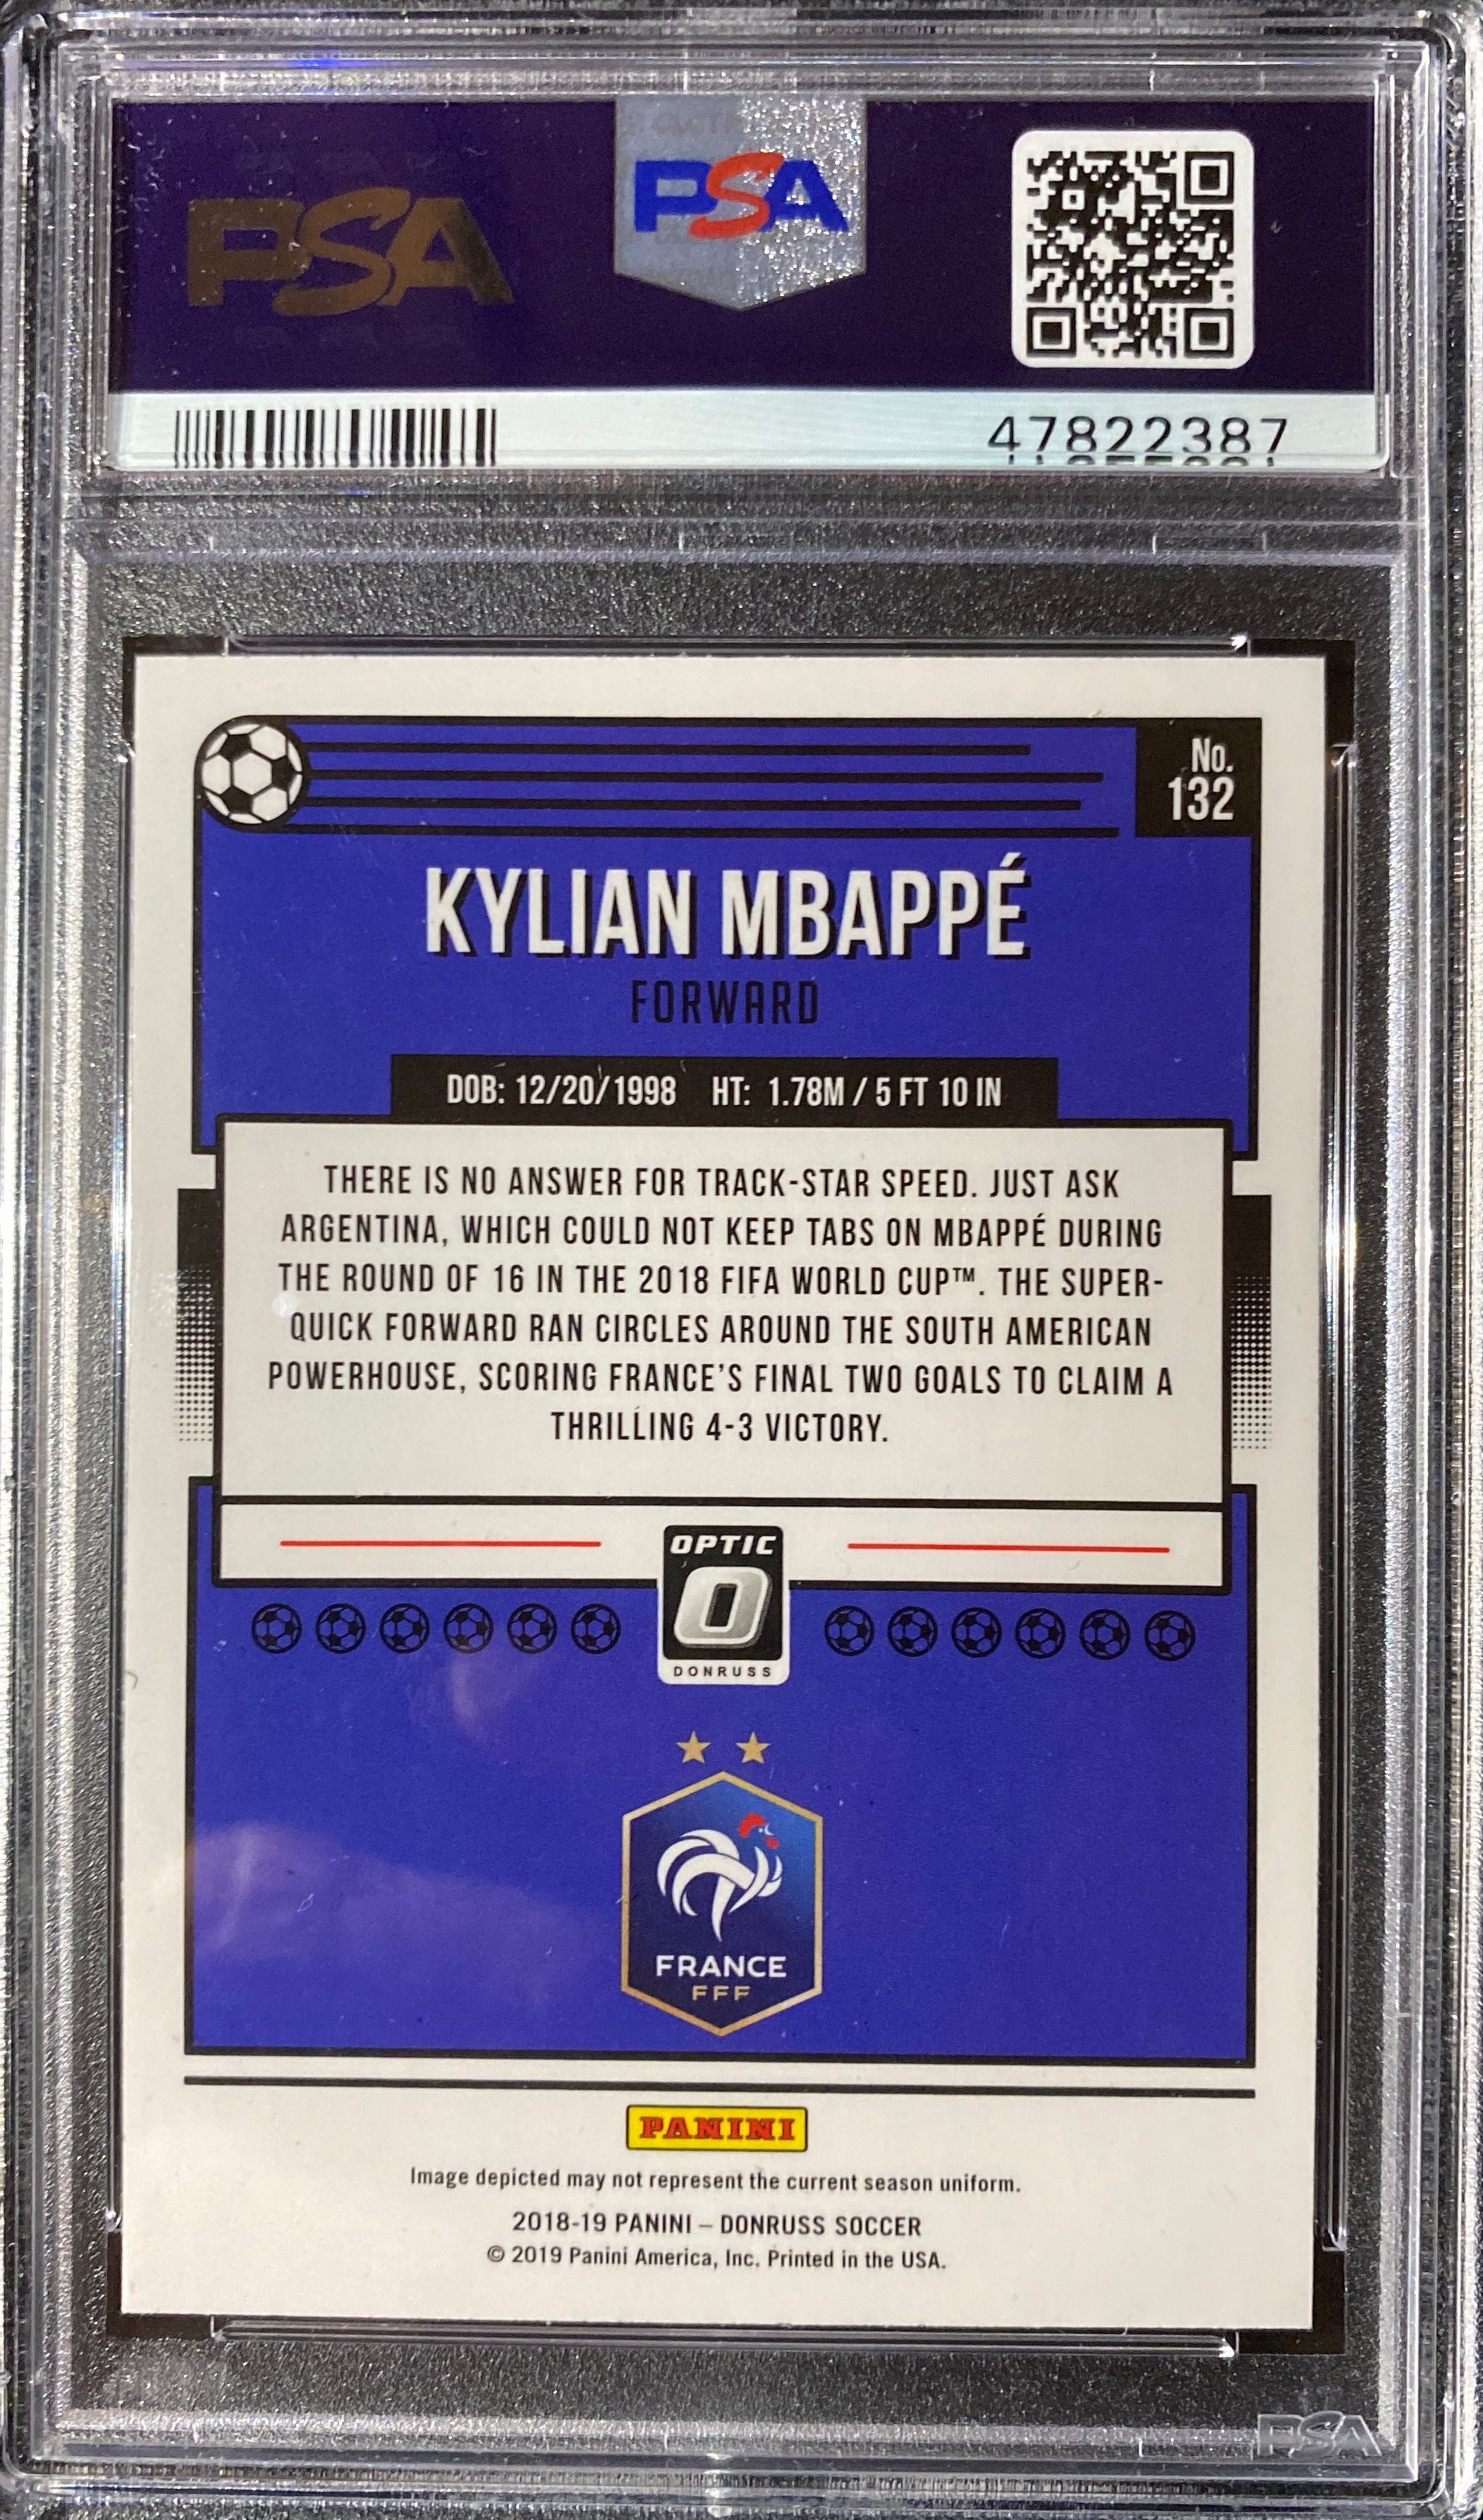 PSA
PSA
47822387
No.
132
KYLIAN MBAPPÉ
FORWARD
DOB: 12/20/1998 HT: 1.78M / 5 FT 10 IN
THERE IS NO ANSWER FOR TRACK-STAR SPEED. JUST ASK
ARGENTINA, WHICH COULD NOT KEEP TABS ON MBAPPÉ DURING
THE ROUND OF 16 IN THE 2018 FIFA WORLD CUP™. THE SUPER-
QUICK FORWARD RAN CIRCLES AROUND THE SOUTH AMERICAN
POWERHOUSE, SCORING FRANCE'S FINAL TWO GOALS TO CLAIM A
THRILLING 4-3 VICTORY.
OPTIC
O
DONRUSS
FRANCE
FFF
PANINI
Image depicted may not represent the current season uniform.
2018-19 PANINI – DONRUSS SOCCER
© 2019 Panini America, Inc. Printed in the USA.
PSA